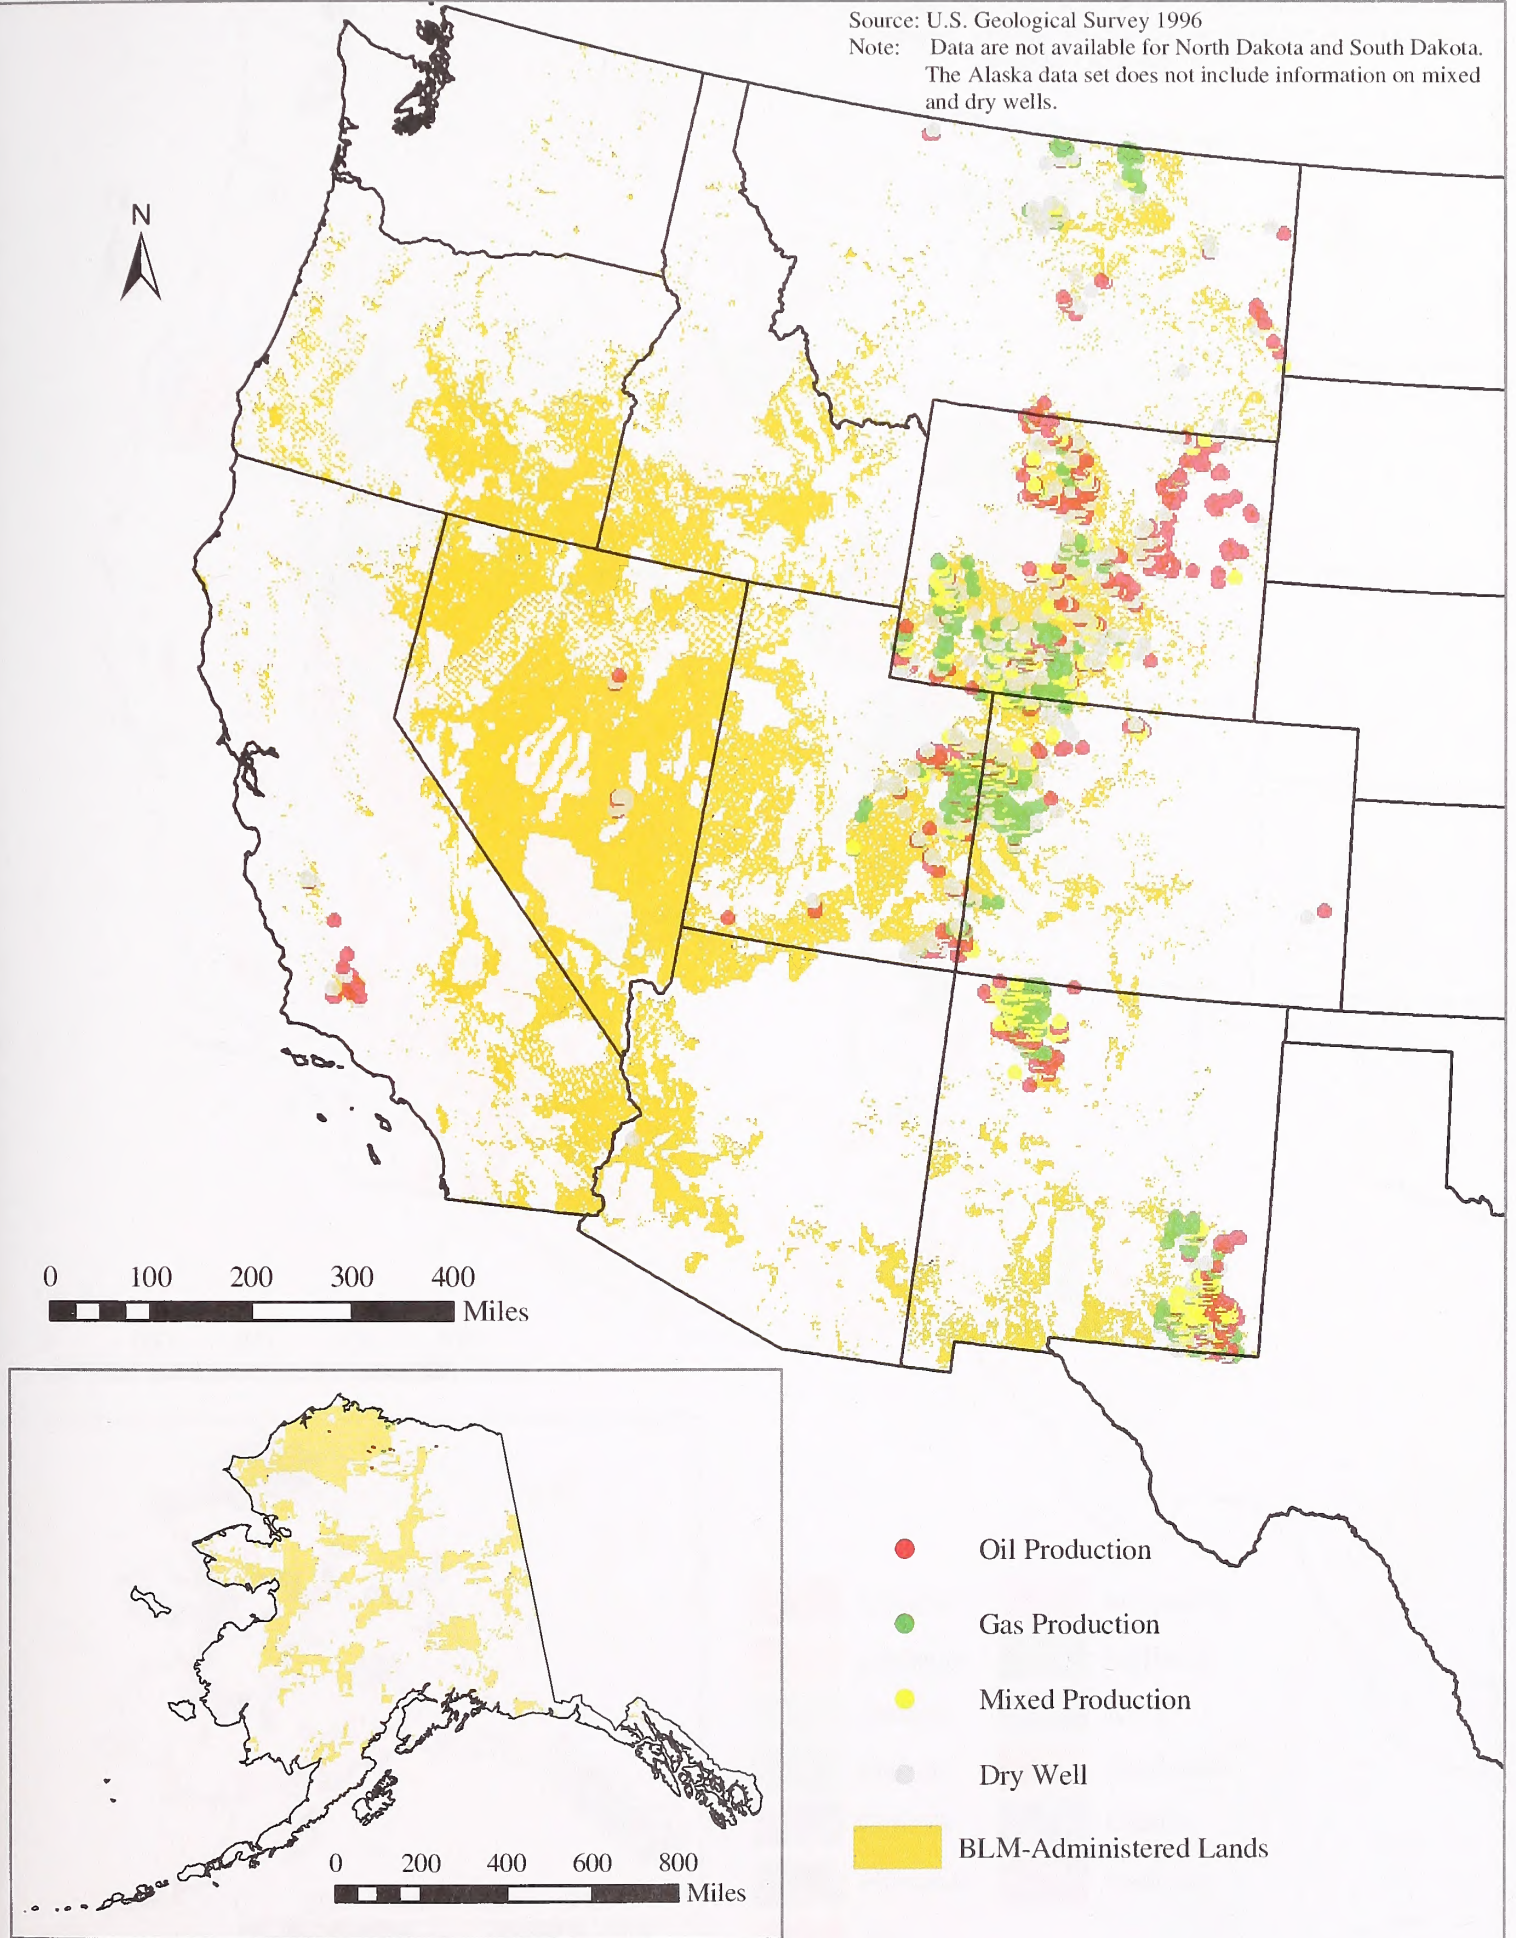 Source: U.S. Geological Survey 1996
Note: Data are not available for North Dakota and South Dakota.
The Alaska data set does not include information on mixed
and dry wells.
N
0 100 200 300 400
Miles
Oil Production
Gas Production
Mixed Production
Dry Well
BLM-Administered Lands
0 200 400 600 800
Miles